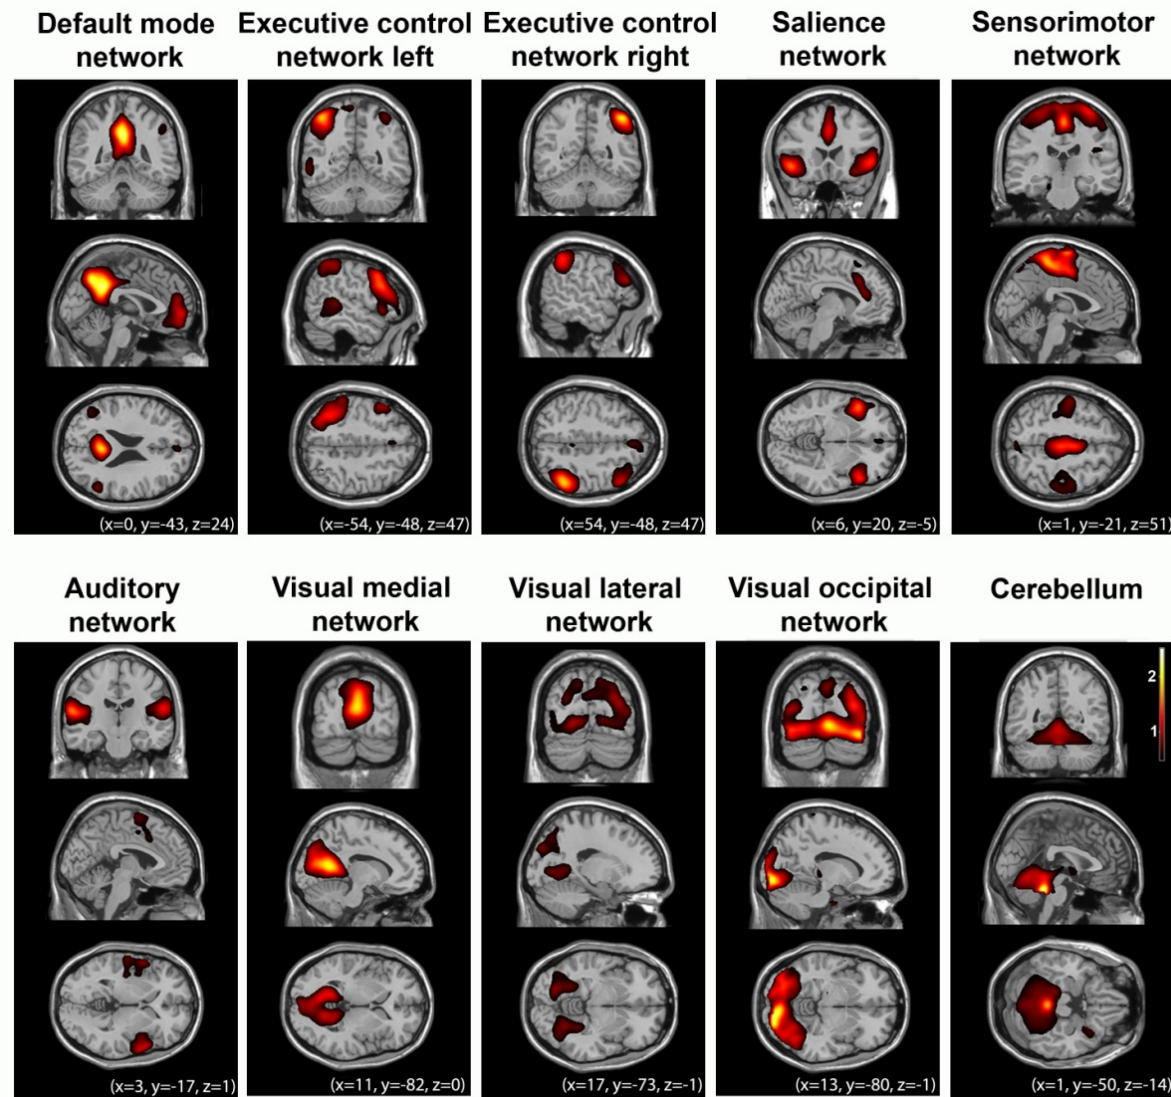 Default mode
network
Executive control
network left
Executive control
network right
Salience
network
Sensorimotor
network
(x=0, y=-43, z=24)
(x=-54, y=-48, z=47)
(x=54, y=-48, z=47)
(x=6, y=20, z=-5)
(x=1, y=-21, z=51)
Auditory
network
Visual medial
network
Visual lateral
network
Visual occipital
network
Cerebellum
2
1
(x=3, y=-17, z=1)
(x=11, y=-82, z=0)
(x=17, y=-73, z=-1)
(x=13, y=-80, z=-1)
(x=1, y=-50, z=-14)